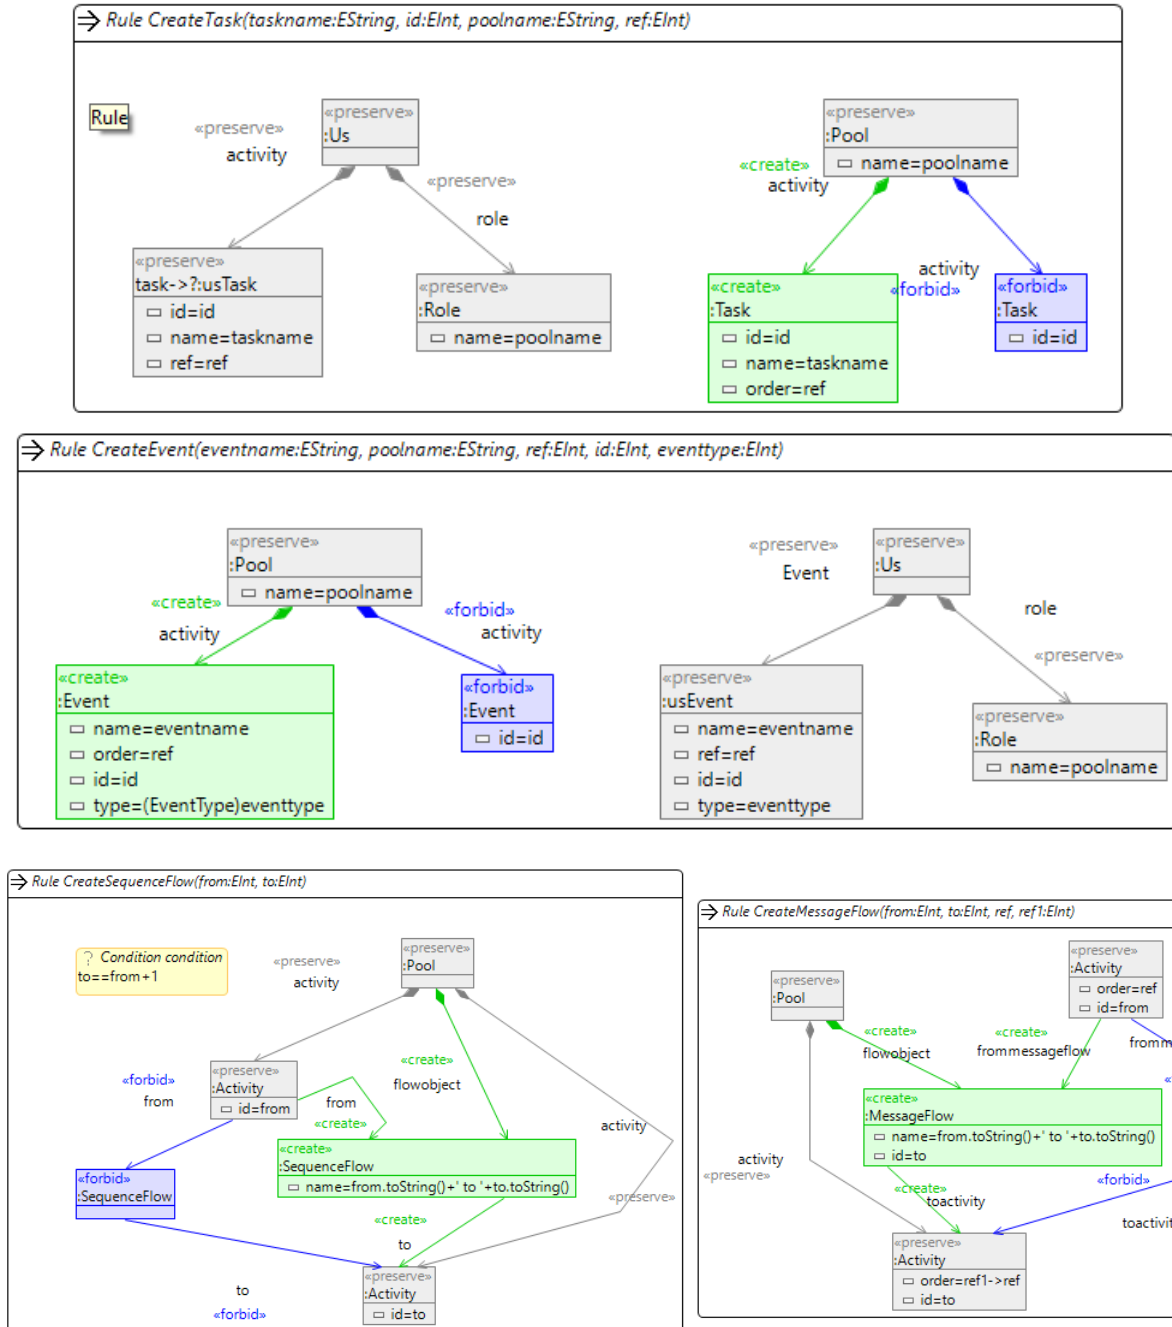 Rule CreateTask(taskname:EString, id:EInt, poolname:EString, ref:EInt)
Rule
«preserve»
:Us
«preserve»
activity
«preserve»
role
«preserve»
task->?:usTask
id=id
name=taskname
ref=ref
«preserve»
:Role
name=poolname
«preserve»
:Pool
name=poolname
«create»
activity
activity
«forbid»
«create»
:Task
id=id
name=taskname
order=ref
«forbid»
:Task
id=id
Rule CreateEvent(eventname:EString, poolname:EString, ref:EInt, id:EInt, eventtype:EInt)
«preserve»
:Pool
name=poolname
«create»
activity
«forbid»
activity
«create»
:Event
name=eventname
order=ref
id=id
type=(EventType)eventtype
«forbid»
:Event
id=id
«preserve»
Event
«preserve»
:Us
role
«preserve»
«preserve»
:usEvent
name=eventname
ref=ref
id=id
type=eventtype
«preserve»
:Role
name=poolname
Rule CreateSequenceFlow(from:EInt, to:EInt)
? Condition condition
to==from+1
«preserve»
activity
«preserve»
:Pool
«forbid»
from
«preserve»
:Activity
id=from
from
«create»
«create»
flowobject
activity
«preserve»
«create»
:SequenceFlow
name=from.toString()+' to '+to.toString()
«forbid»
:SequenceFlow
«create»
to
to
«forbid»
«preserve»
:Activity
id=to
Rule CreateMessageFlow(from:EInt, to:EInt, ref, ref1:EInt)
«preserve»
:Pool
«preserve»
:Activity
order=ref
id=from
«create»
flowobject
«create»
frommessageflow
fromm
«
«create»
:MessageFlow
name=from.toString()+' to '+to.toString()
id=to
activity
«preserve»
«create»
toactivity
«forbid»
toactivit
«preserve»
:Activity
order=ref1->ref
id=to